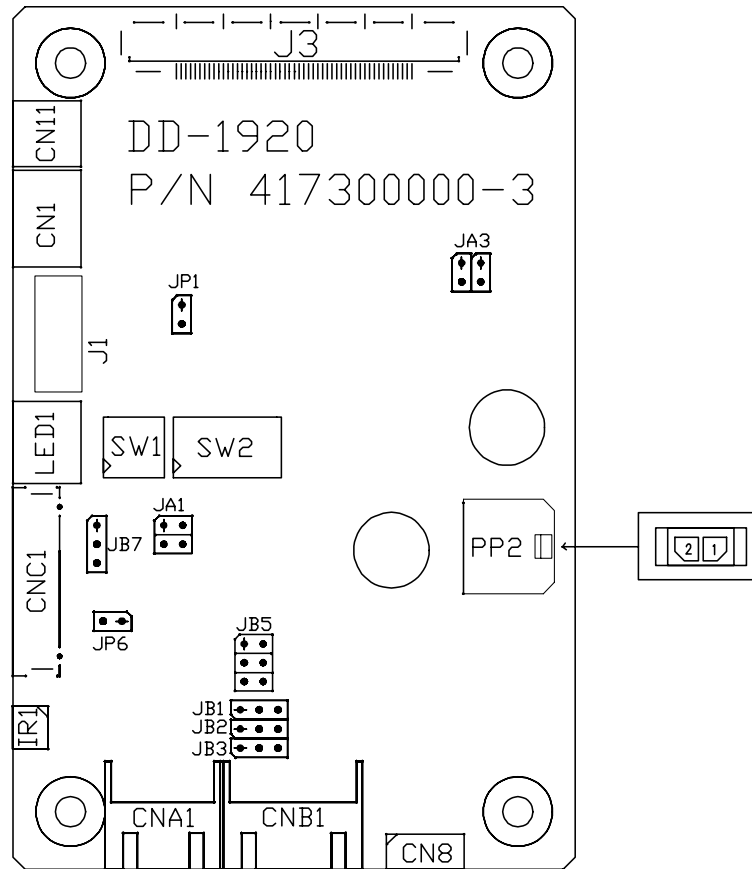 J3
CN11
DD-1920
P/N 417300000-3
CN1
JA3
JP1
J1
LED1
SW1
SW2
JA1
JB7
PP2
2 1
CNC1
JP6
JB5
JB1
JB2
JB3
IR1
CNA1
CNB1
CN8